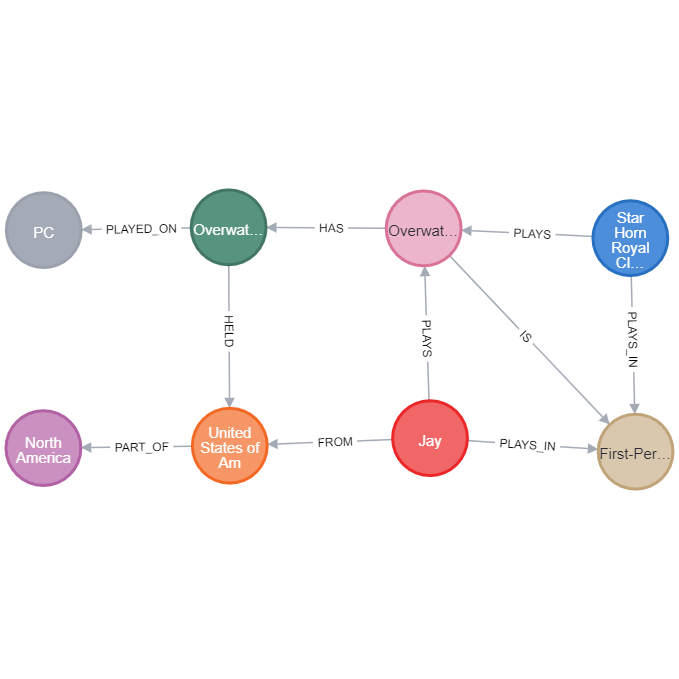 PC
PLAYED_ON
Overwat...
HAS
Overwat...
PLAYS
Star
Horn
Royal
Cl...
HELD
PLAYS
IS
PLAYS_IN
North
America
PART_OF
United
States of
Am
FROM
Jay
PLAYS_IN
First-Per...